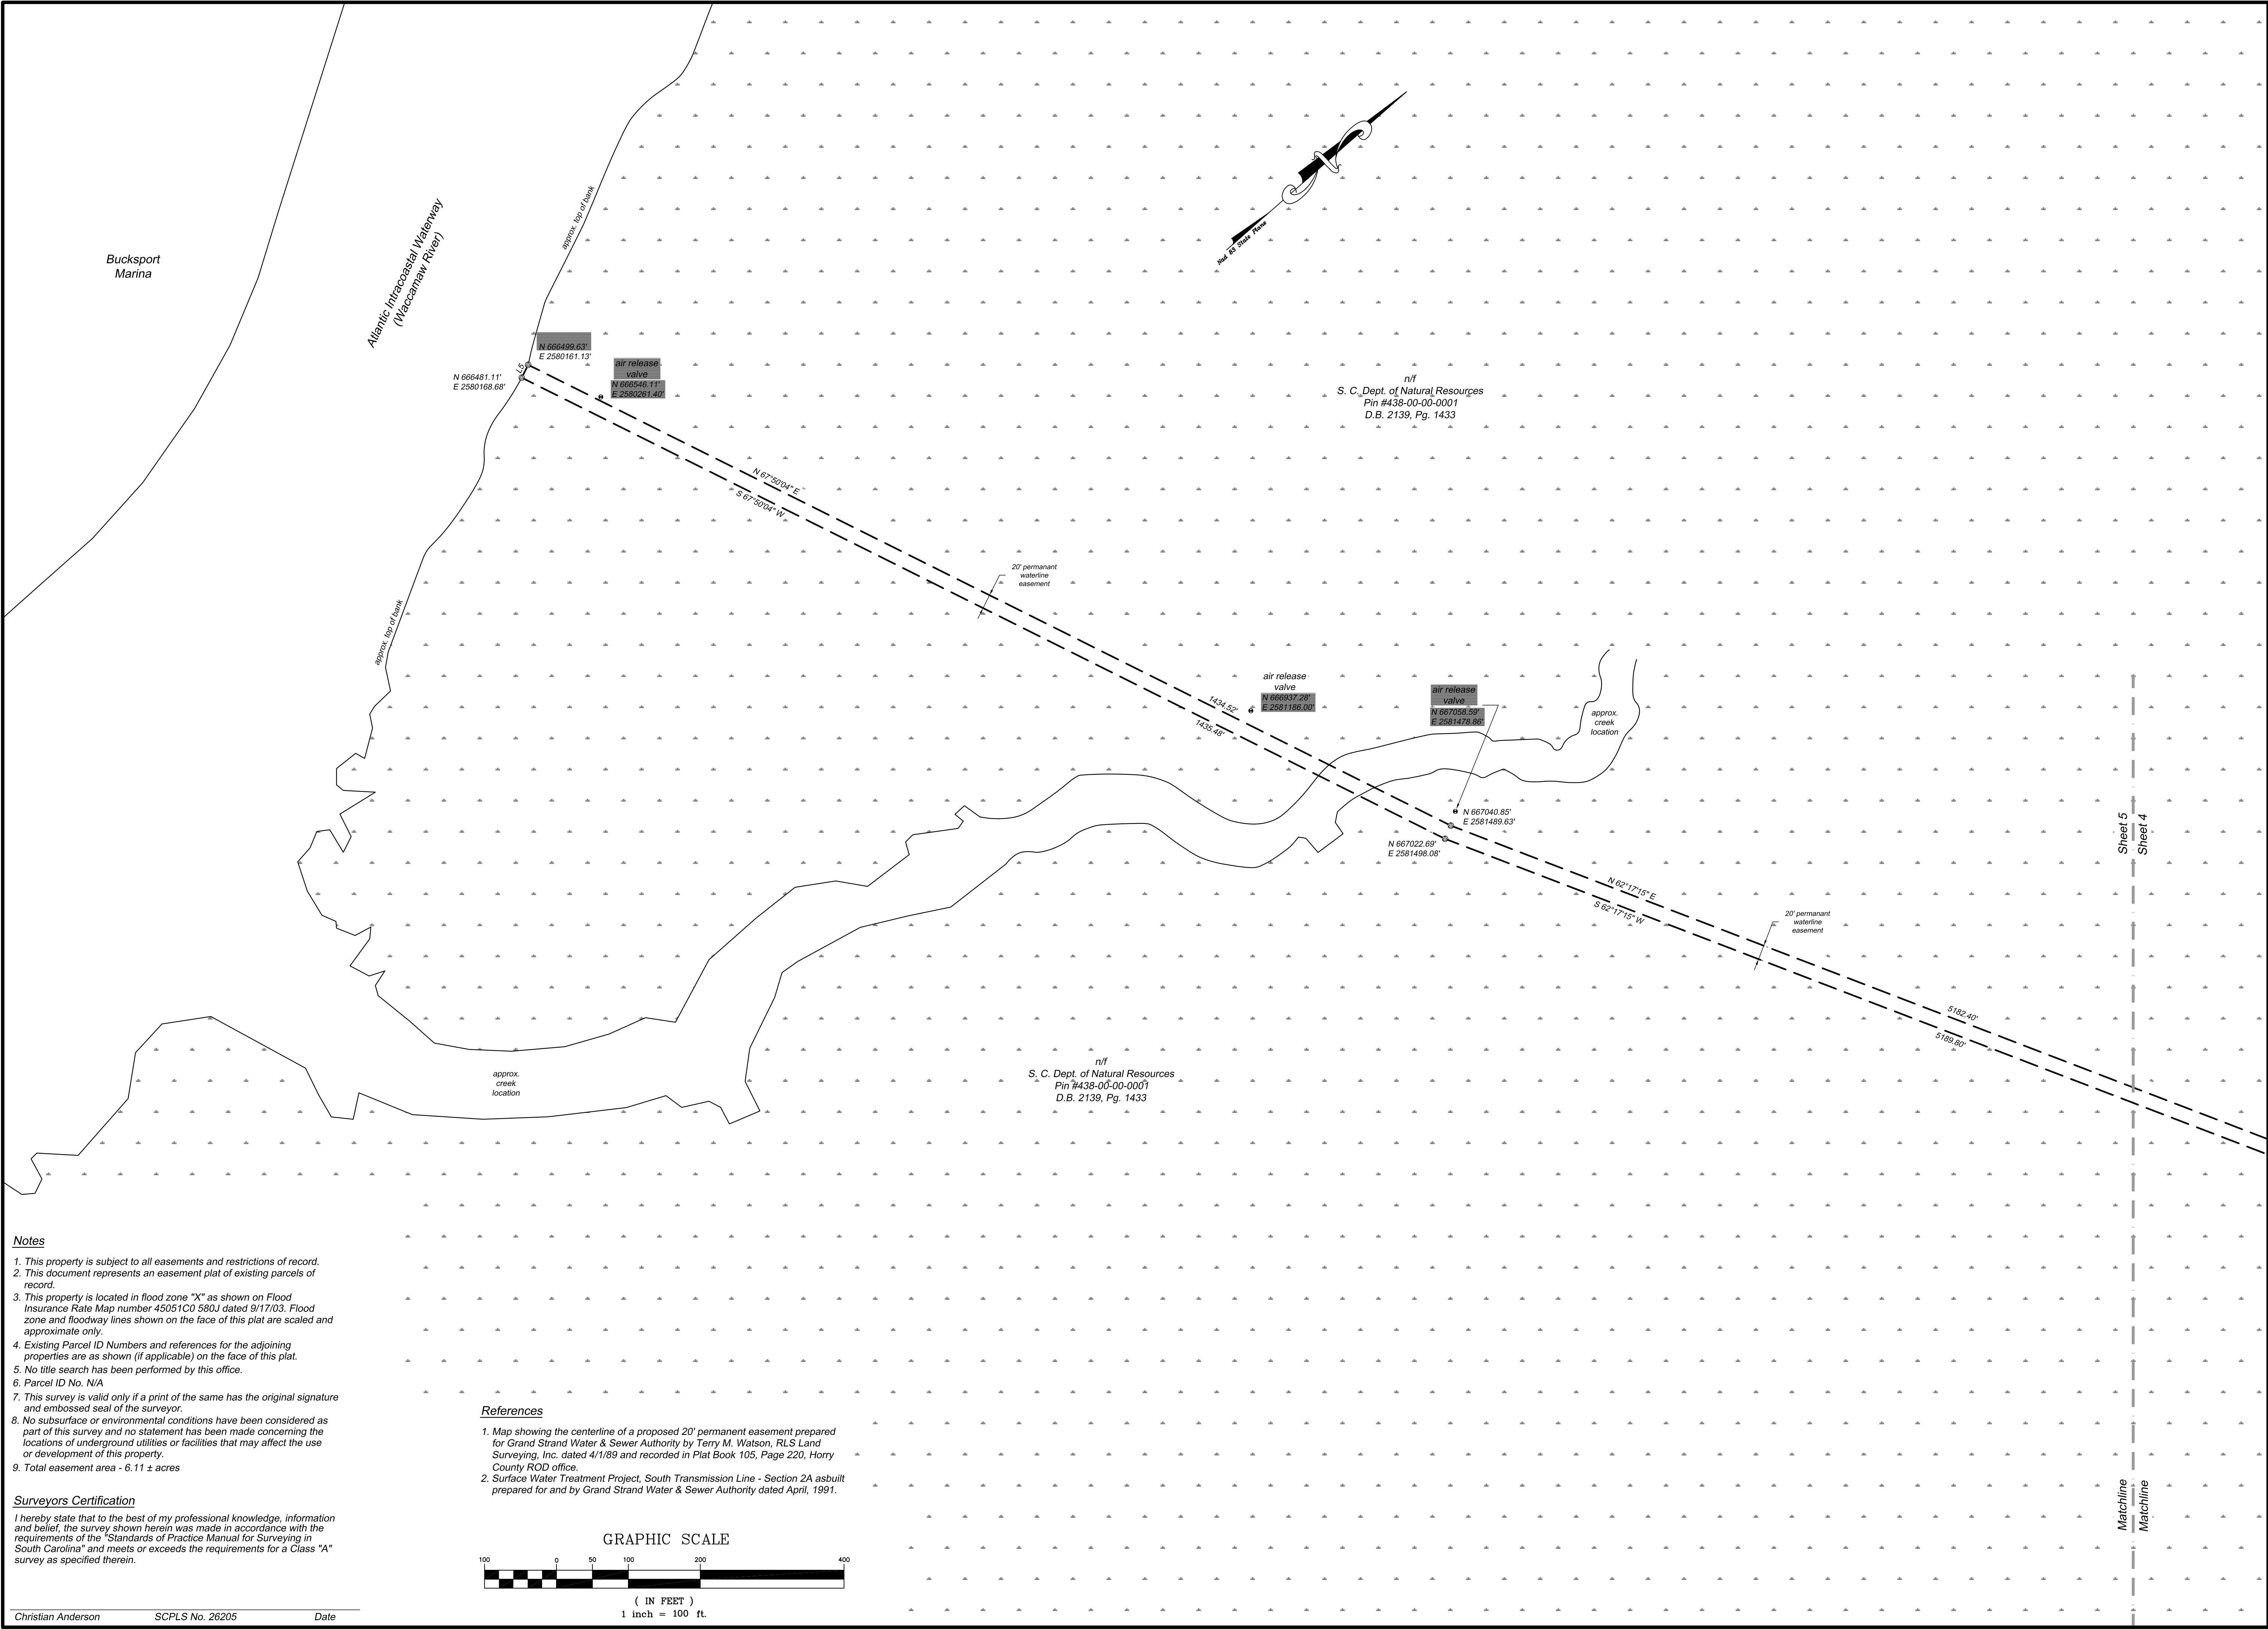 Nad 83 State Plane
approx. top of bank
Atlantic Intracoastal Waterway
(Waccamaw River)
Bucksport
Marina
N 666499.63'
E 2580161.13'
L5
N 666481.11'
E 2580168.68'
air release
valve
N 666546.11'
E 2580261.40'
n/f
S. C. Dept. of Natural Resources
Pin #438-00-00-0001
D.B. 2139, Pg. 1433
N 67°50'04" E
S 67°50'04" W
20' permanant
waterline
easement
approx. top of bank
air release
valve
N 666937.28'
E 2581186.00'
air release
valve
N 667058.59'
E 2581478.86'
1434.52'
1435.48'
approx.
creek
location
N 667040.85'
E 2581489.63'
N 667022.69'
E 2581498.08'
Sheet 5
Sheet 4
N 62°17'15" E
S 62°17'15" W
20' permanant
waterline
easement
5182.40'
5189.80'
approx.
creek
location
n/f
S. C. Dept. of Natural Resources
Pin #438-00-00-0001
D.B. 2139, Pg. 1433
Notes
1. This property is subject to all easements and restrictions of record.
2. This document represents an easement plat of existing parcels of
record.
3. This property is located in flood zone "X" as shown on Flood
Insurance Rate Map number 45051C0 580J dated 9/17/03. Flood
zone and floodway lines shown on the face of this plat are scaled and
approximate only.
4. Existing Parcel ID Numbers and references for the adjoining
properties are as shown (if applicable) on the face of this plat.
5. No title search has been performed by this office.
6. Parcel ID No. N/A
7. This survey is valid only if a print of the same has the original signature
and embossed seal of the surveyor.
8. No subsurface or environmental conditions have been considered as
part of this survey and no statement has been made concerning the
locations of underground utilities or facilities that may affect the use
or development of this property.
9. Total easement area - 6.11 ± acres
Surveyors Certification
I hereby state that to the best of my professional knowledge, information
and belief, the survey shown herein was made in accordance with the
requirements of the "Standards of Practice Manual for Surveying in
South Carolina" and meets or exceeds the requirements for a Class "A"
survey as specified therein.
Christian Anderson SCPLS No. 26205 Date
References
1. Map showing the centerline of a proposed 20' permanent easement prepared
for Grand Strand Water & Sewer Authority by Terry M. Watson, RLS Land
Surveying, Inc. dated 4/1/89 and recorded in Plat Book 105, Page 220, Horry
County ROD office.
2. Surface Water Treatment Project, South Transmission Line - Section 2A asbuilt
prepared for and by Grand Strand Water & Sewer Authority dated April, 1991.
GRAPHIC SCALE
100 0 50 100 200 400
( IN FEET )
1 inch = 100 ft.
Matchline
Matchline